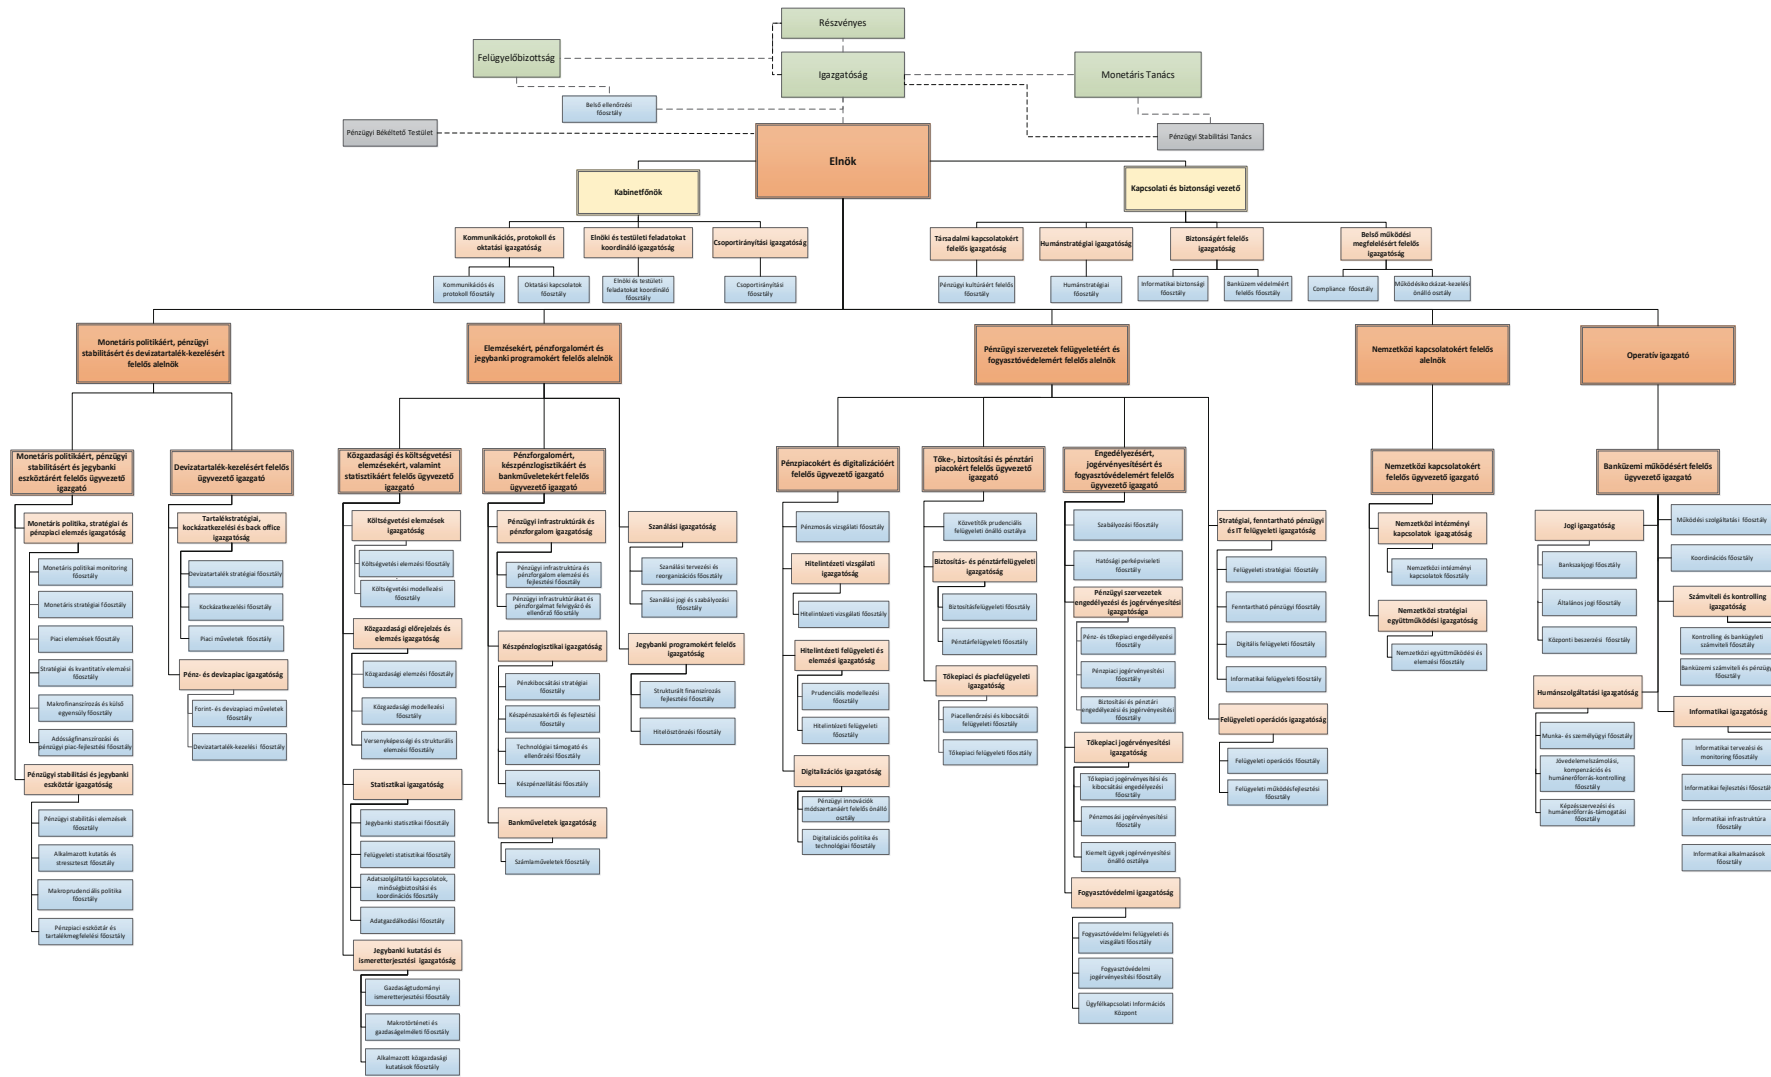 Részvényes
Felügyelőbizottság
Igazgatóság
Monetáris Tanács
Belső ellenőrzési
főosztály
Pénzügyi Békéltető Testület
Pénzügyi Stabilitási Tanács
Elnök
Kabinetfőnök
Kapcsolati és biztonsági vezető
Kommunikációs, protokoll és
oktatási igazgatóság
Elnöki és testületi feladatokat
koordináló igazgatóság
Csoportirányítási igazgatóság
Társadalmi kapcsolatokért
felelős igazgatóság
Humánstratégiai igazgatóság
Biztonságért felelős
igazgatóság
Belső működési
megfelelésért felelős
igazgatóság
Kommunikációs és
protokoll főosztály
Oktatási kapcsolatok
főosztály
Elnöki és testületi
feladatokat koordináló
főosztály
Csoportirányítási
főosztály
Pénzügyi kultúráért felelős
főosztály
Humánstratégiai
főosztály
Informatikai biztonsági
főosztály
Banküzem védelméért
felelős főosztály
Compliance főosztály
Működésikockázat-kezelési
önálló osztály
Monetáris politikáért, pénzügyi
stabilitásért és devizatartalék-kezelésért
felelős alelnök
Elemzésekért, pénzforgalomért és
jegybanki programokért felelős alelnök
Pénzügyi szervezetek felügyeletéért és
fogyasztóvédelemért felelős alelnök
Nemzetközi kapcsolatokért felelős
alelnök
Operatív igazgató
Monetáris politikáért, pénzügyi
stabilitásért és jegybanki
eszköztárért felelős ügyvezető
igazgató
Devizatartalék-kezelésért felelős
ügyvezető igazgató
Közgazdasági és költségvetési
elemzésekért, valamint
statisztikáért felelős ügyvezető
igazgató
Pénzforgalomért,
készpénzlogisztikáért és
bankműveletekért felelős
ügyvezető igazgató
Pénzpiacokért és digitalizációért
felelős ügyvezető igazgató
Tőke-, biztosítási és pénztári
piacokért felelős ügyvezető
igazgató
Engedélyezésért,
jogérvényesítésért és
fogyasztóvédelemért felelős
ügyvezető igazgató
Nemzetközi kapcsolatokért
felelős ügyvezető igazgató
Banküzemi működésért felelős
ügyvezető igazgató
Monetáris politika, stratégiai és
pénzpiaci elemzés igazgatóság
Monetáris politikai monitoring
főosztály
Monetáris stratégiai főosztály
Piaci elemzések főosztály
Stratégiai és kvantitatív elemzési
főosztály
Makrofinanszírozás és külső
egyensúly főosztály
Adósságfinanszírozási és
pénzügyi piac-fejlesztési főosztály
Pénzügyi stabilitási és jegybanki
eszköztár igazgatóság
Pénzügyi stabilitási elemzések
főosztály
Alkalmazott kutatás és
stresszteszt főosztály
Makroprudenciális politika
főosztály
Pénzpiaci eszköztár és
tartalékmegfelelési főosztály
Tartalékstratégiai,
kockázatkezelési és back office
igazgatóság
Devizatartalék stratégiai főosztály
Kockázatkezelési főosztály
Piaci műveletek főosztály
Pénz- és devizapiac igazgatóság
Forint- és devizapiaci műveletek
főosztály
Devizatartalék-kezelési főosztály
Költségvetési elemzések
igazgatóság
Költségvetési elemzési főosztály
Költségvetési modellezési
főosztály
Közgazdasági előrejelzés és
elemzés igazgatóság
Közgazdasági elemzési főosztály
Közgazdasági modellezési
főosztály
Versenyképességi és strukturális
elemzési főosztály
Statisztikai igazgatóság
Jegybanki statisztikai főosztály
Felügyeleti statisztikai főosztály
Adatszolgáltatói kapcsolatok,
minőségbiztosítási és
koordinációs főosztály
Adatgazdálkodási főosztály
Jegybanki kutatási és
ismeretterjesztési igazgatóság
Gazdaságtudományi
ismeretterjesztési főosztály
Makrotörténeti és
gazdaságelméleti főosztály
Alkalmazott közgazdasági
kutatások főosztály
Pénzügyi infrastruktúrák és
pénzforgalom igazgatóság
Pénzügyi infrastruktúra és
pénzforgalom elemzési és
fejlesztési főosztály
Pénzügyi infrastruktúrákat és
pénzforgalmat felvigyázó és
ellenőrző főosztály
Készpénzlogisztikai igazgatóság
Pénzkibocsátási stratégiai
főosztály
Készpénzszakértői és fejlesztési
főosztály
Technológiai támogató és
ellenőrzési főosztály
Készpénzellátási főosztály
Bankműveletek igazgatóság
Számlaműveletek főosztály
Szanálási igazgatóság
Szanálási tervezési és
reorganizációs főosztály
Szanálási jogi és szabályozási
főosztály
Jegybanki programokért felelős
igazgatóság
Strukturált finanszírozás
fejlesztési főosztály
Hitelösztönzési főosztály
Pénzmosás vizsgálati főosztály
Hitelintézeti vizsgálati
igazgatóság
Hitelintézeti vizsgálati főosztály
Hitelintézeti felügyeleti és
elemzési igazgatóság
Prudenciális modellezési
főosztály
Hitelintézeti felügyeleti
főosztály
Digitalizációs igazgatóság
Pénzügyi innovációk
módszertanáért felelős önálló
osztály
Digitalizációs politika és
technológiai főosztály
Közvetítők prudenciális
felügyeleti önálló osztály
Biztosítás- és pénztárfelügyeleti
igazgatóság
Biztosításfelügyeleti főosztály
Pénztárfelügyeleti főosztály
Tőkepiaci és piacfelügyeleti
igazgatóság
Piacellenőrzési és kibocsátói
felügyeleti főosztály
Tőkepiaci felügyeleti főosztály
Szabályozási főosztály
Hatósági perképviseleti
főosztály
Pénzügyi szervezetek
engedélyezési és jogérvényesítési
igazgatósága
Pénz- és tőkepiaci engedélyezési
főosztály
Pénzpiaci jogérvényesítési
főosztály
Biztosítási és pénztári
engedélyezési és jogérvényesítési
főosztály
Tőkepiaci jogérvényesítési
igazgatóság
Tőkepiaci jogérvényesítési és
kibocsátási engedélyezési
főosztály
Pénzmosási jogérvényesítési
főosztály
Kiemelt ügyek jogérvényesítési
önálló osztálya
Fogyasztóvédelmi igazgatóság
Fogyasztóvédelmi felügyeleti és
vizsgálati főosztály
Fogyasztóvédelmi
jogérvényesítési főosztály
Ügyfélkapcsolati Információs
Központ
Stratégiai, fenntartható pénzügyi
és IT felügyeleti igazgatóság
Felügyeleti stratégiai főosztály
Fenntartható pénzügyi főosztály
Digitális felügyeleti főosztály
Informatikai felügyeleti főosztály
Felügyeleti operációs igazgatóság
Felügyeleti operációs főosztály
Felügyeleti működésfejlesztési
főosztály
Nemzetközi intézményi
kapcsolatok igazgatóság
Nemzetközi intézményi
kapcsolatok főosztály
Nemzetközi stratégiai
együttműködési igazgatóság
Nemzetközi együttműködési és
elemzési főosztály
Jogi igazgatóság
Bankszakjogi főosztály
Általános jogi főosztály
Központi beszerzési főosztály
Humánszolgáltatási igazgatóság
Munka- és személyügyi főosztály
Jövedelemelszámolási,
kompenzációs és
humánerőforrás-kontrolling
főosztály
Képzésszervezési és
humánerőforrás-támogatási
főosztály
Működési szolgáltatási főosztály
Koordinációs főosztály
Számviteli és kontrolling
igazgatóság
Kontrolling és bankügyleti
számviteli főosztály
Banküzemi számviteli és pénzügyi
főosztály
Informatikai igazgatóság
Informatikai tervezési és
monitoring főosztály
Informatikai fejlesztési főosztály
Informatikai infrastruktúra
főosztály
Informatikai alkalmazások
főosztály